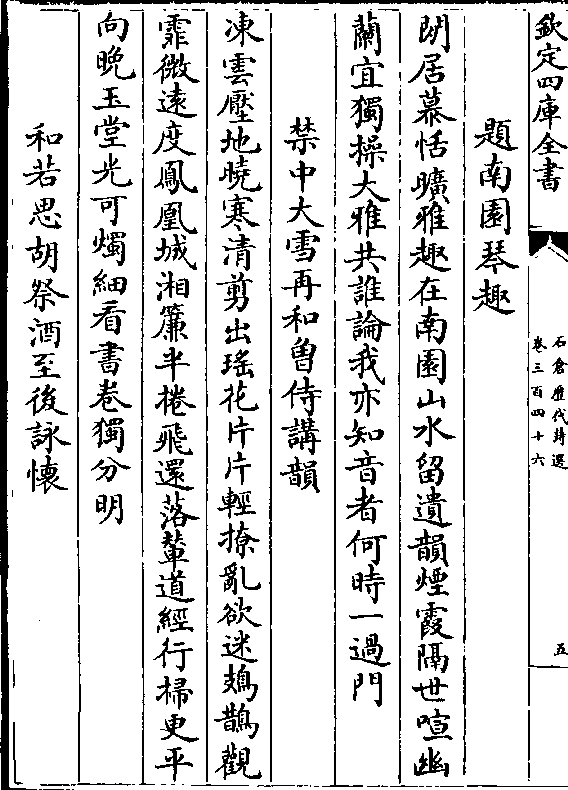 欽定四庫全書
石倉歷代詩選
卷三百四十六
五
題南園琴趣
閉居慕恬曠雅趣在南園山水留遺韻煙霞隔世喧幽
蘭宜獨操大雅共誰論我亦知音者何時一過門
禁中大雪再和曾侍講韻
凍雲壓地曉寒清剪出瑤花片片輕撩亂欲迷鳷鵲觀
霏微遠度鳳凰城湘簾半捲飛還落輦道經行掃更平
向晚玉堂光可燭細看書卷獨分明
和若思胡祭酒至後詠懷